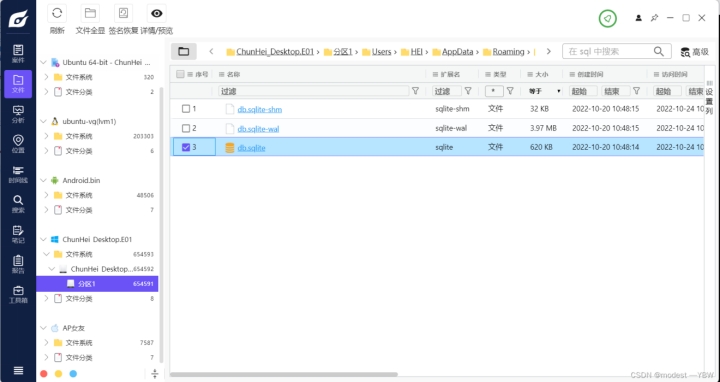 刷新 文件全显 签名恢复 详情/预览
案件
文件
分析
位置
时间线
搜索
笔记
报告
工具箱
Ubuntu 64-bit - ChunHei ...
文件系统 320
文件分类 2
ubuntu-vg(lvm1)
文件系统 203303
文件分类 6
Android.bin
文件系统 48506
文件分类 7
ChunHei Desktop.E01
文件系统 654593
ChunHei Desktop...654592
分区1 654591
文件分类 8
AP女友
文件系统 7587
文件分类 7
ChunHei_Desktop.E01 分区1 Users HEI AppData Roaming
在 sql 中搜索 高级
序号 名称 扩展名 类型 大小 创建时间 访问时间
过滤 过滤 * 等于 起始 结束 起始 结束
1 db.sqlite-shm sqlite-shm 文件 32 KB 2022-10-20 10:48:15 2022-10-24 10
2 db.sqlite-wal sqlite-wal 文件 3.97 MB 2022-10-20 10:48:15 2022-10-24 10
3 db.sqlite sqlite 文件 620 KB 2022-10-20 10:48:14 2022-10-24 10
设置列
CSDN @modest —YBW